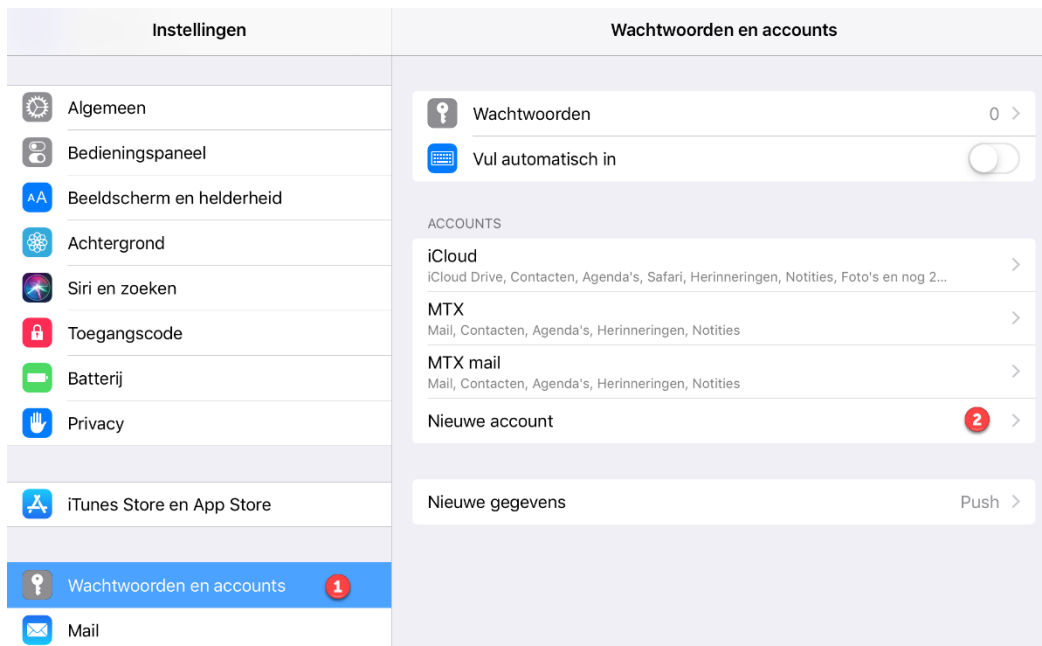 Instellingen
Algemeen
Bedieningspaneel
AA Beeldscherm en helderheid
Achtergrond
Siri en zoeken
Toegangscode
Batterij
Privacy
iTunes Store en App Store
Wachtwoorden en accounts 1
Mail
Wachtwoorden en accounts
Wachtwoorden 0
Vul automatisch in
ACCOUNTS
iCloud
iCloud Drive, Contacten, Agenda's, Safari, Herinneringen, Notities, Foto's en nog 2...
MTX
Mail, Contacten, Agenda's, Herinneringen, Notities
MTX mail
Mail, Contacten, Agenda's, Herinneringen, Notities
Nieuwe account 2
Nieuwe gegevens Push